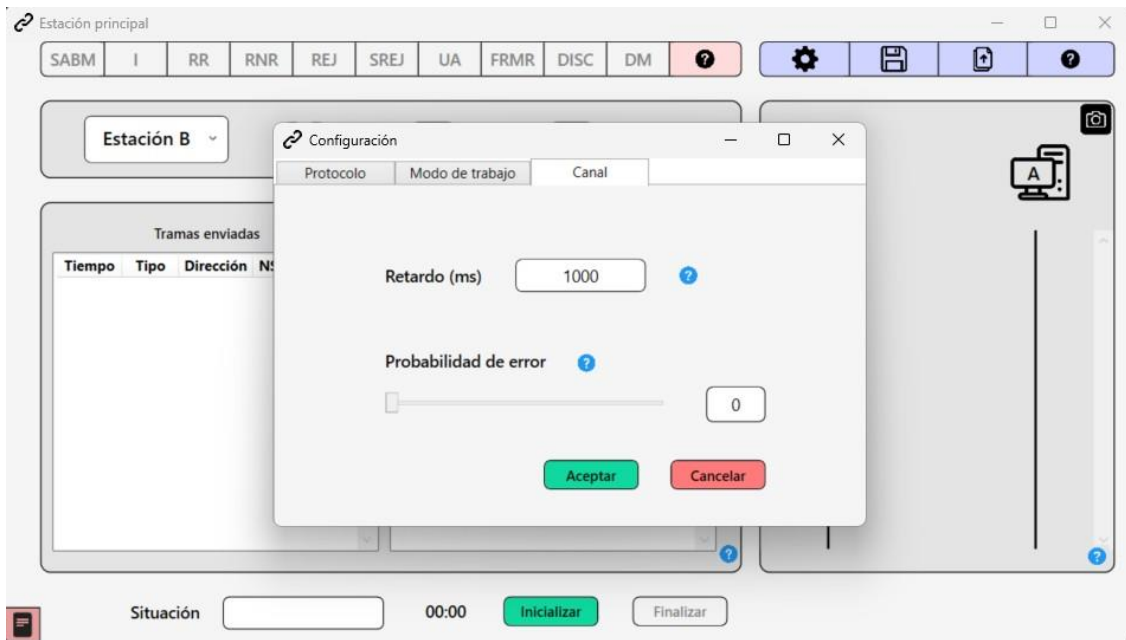 Estación principal
SABM I RR RNR REJ SREJ UA FRMR DISC DM ?
?
Estación B
A
Configuración
Protocolo Modo de trabajo Canal
Retardo (ms) 1000 ?
Probabilidad de error ?
0
Aceptar Cancelar
Tramas enviadas
Tiempo Tipo Dirección
?
?
Situación 00:00 Inicializar Finalizar